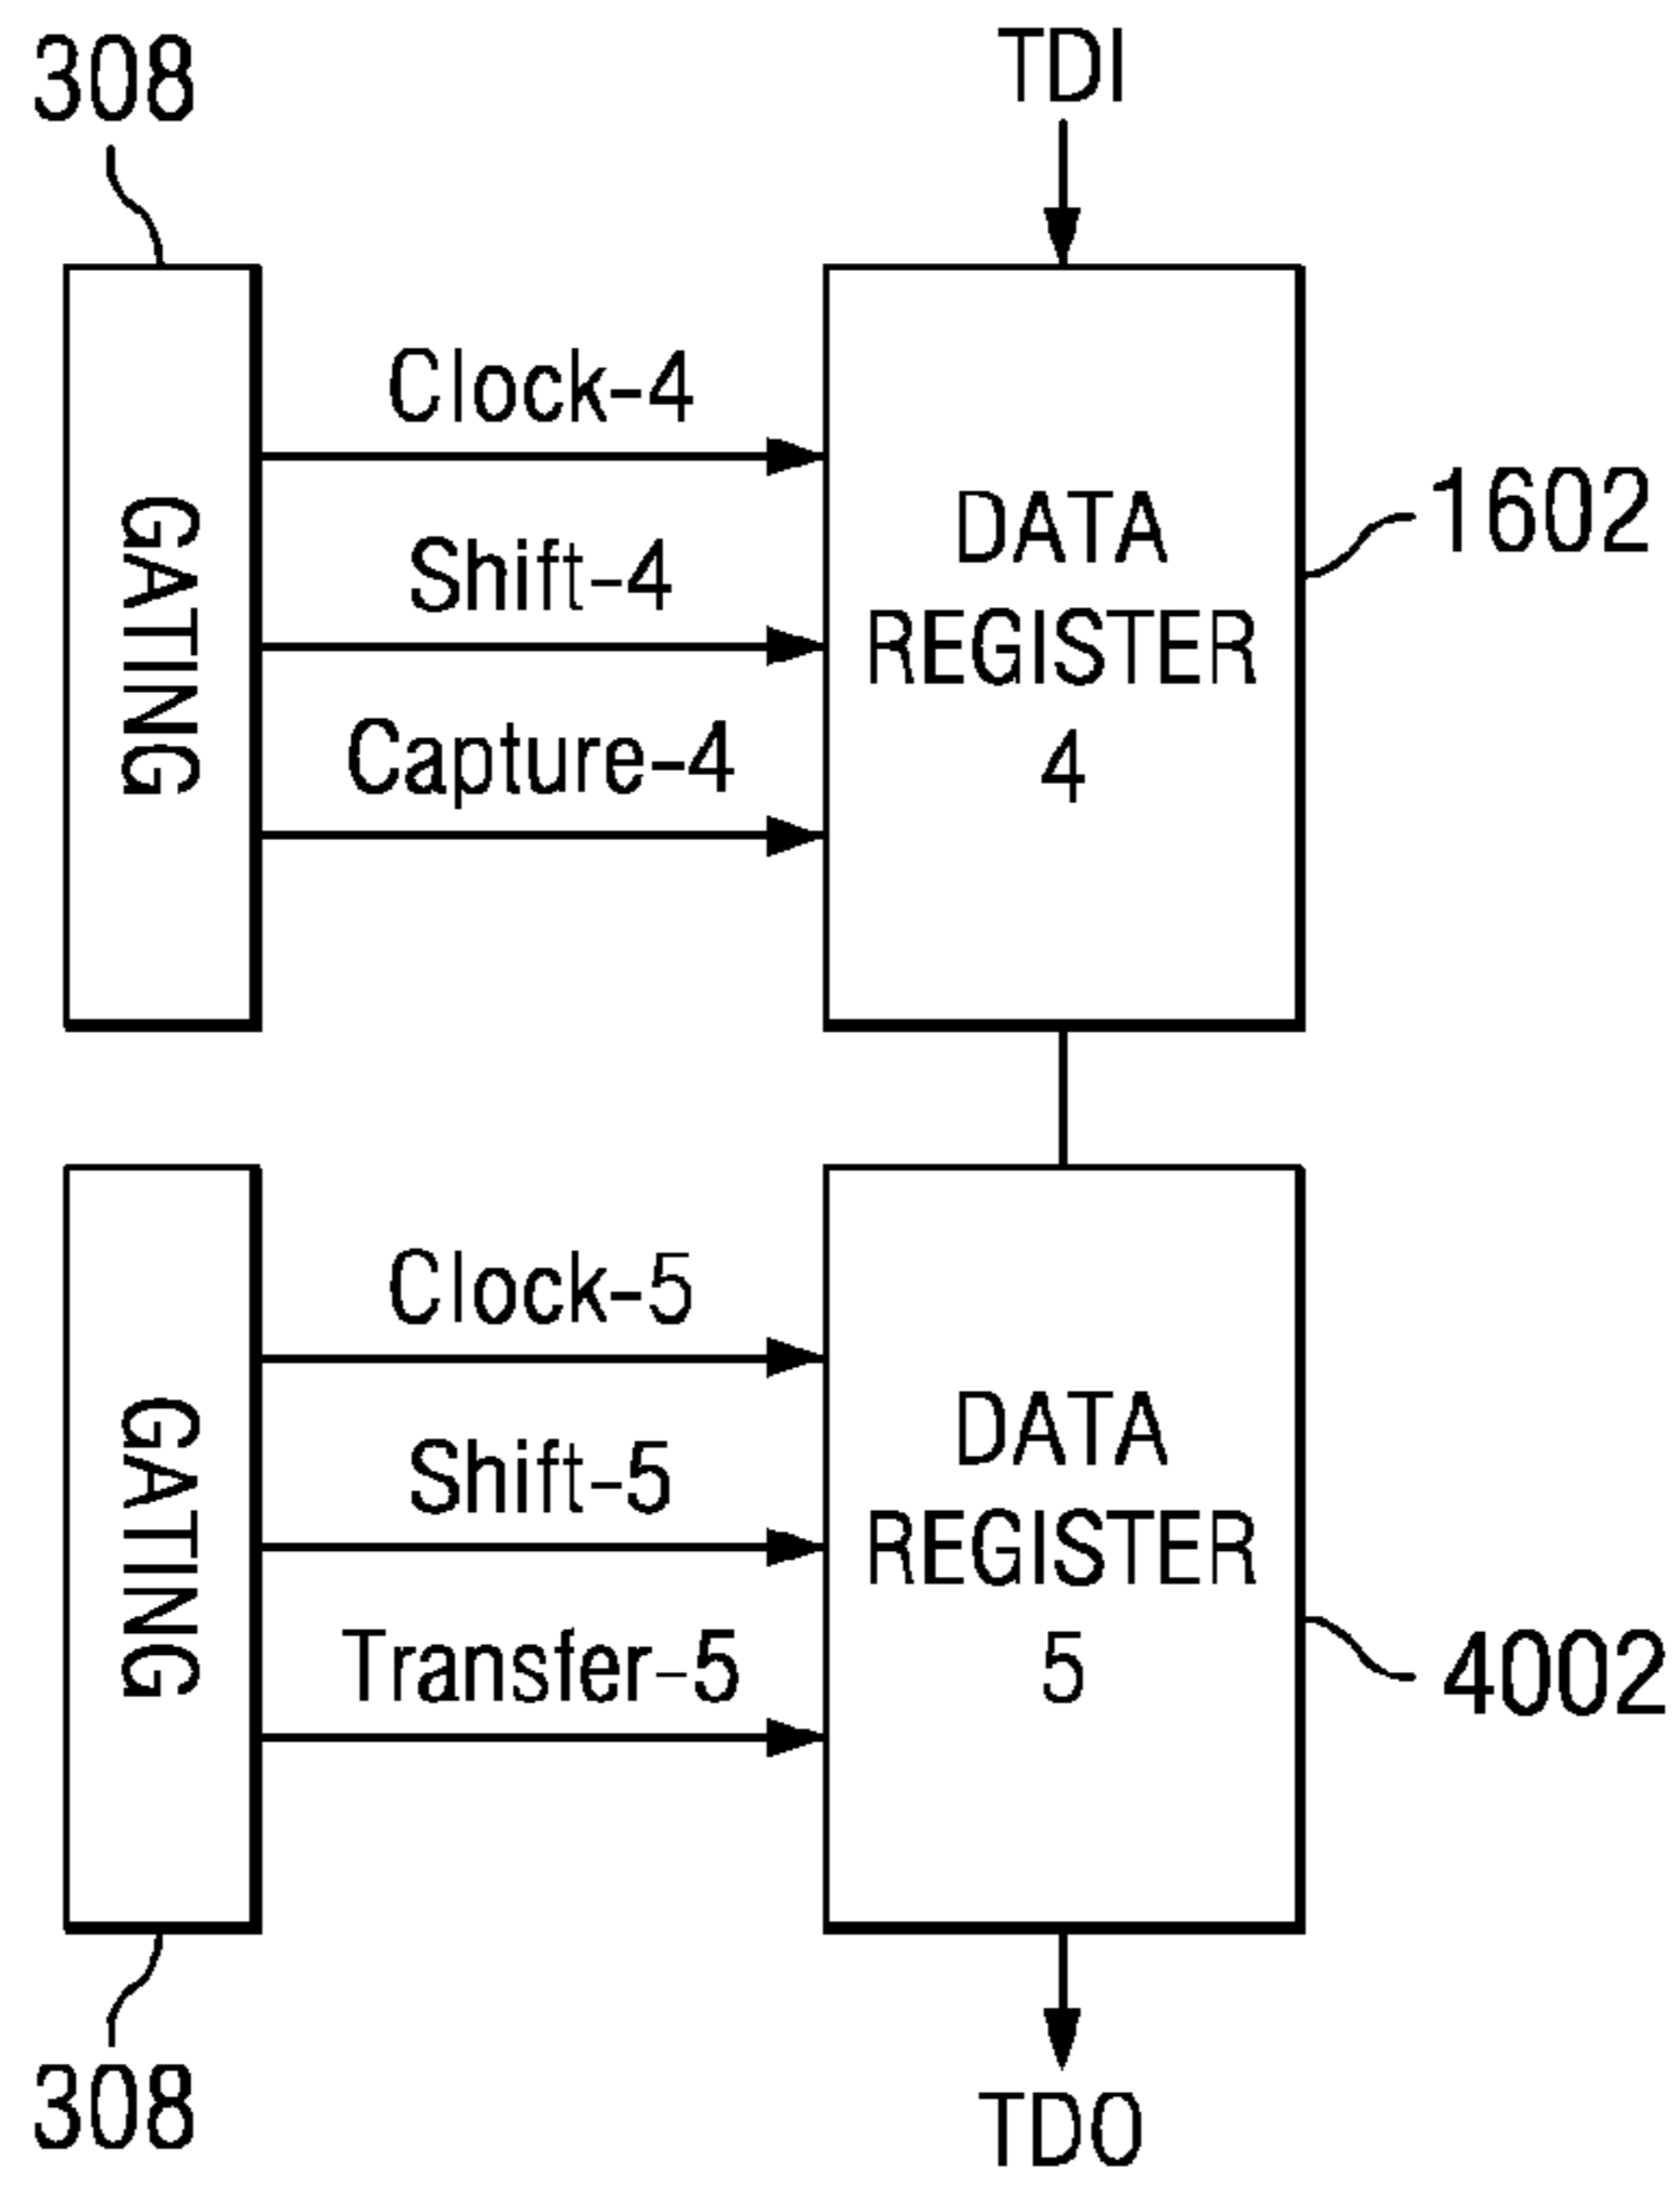 308
TDI
GATING
Clock-4
Shift-4
Capture-4
DATA
REGISTER
4
1602
GATING
Clock-5
Shift-5
Transfer-5
DATA
REGISTER
5
4002
308
TDO